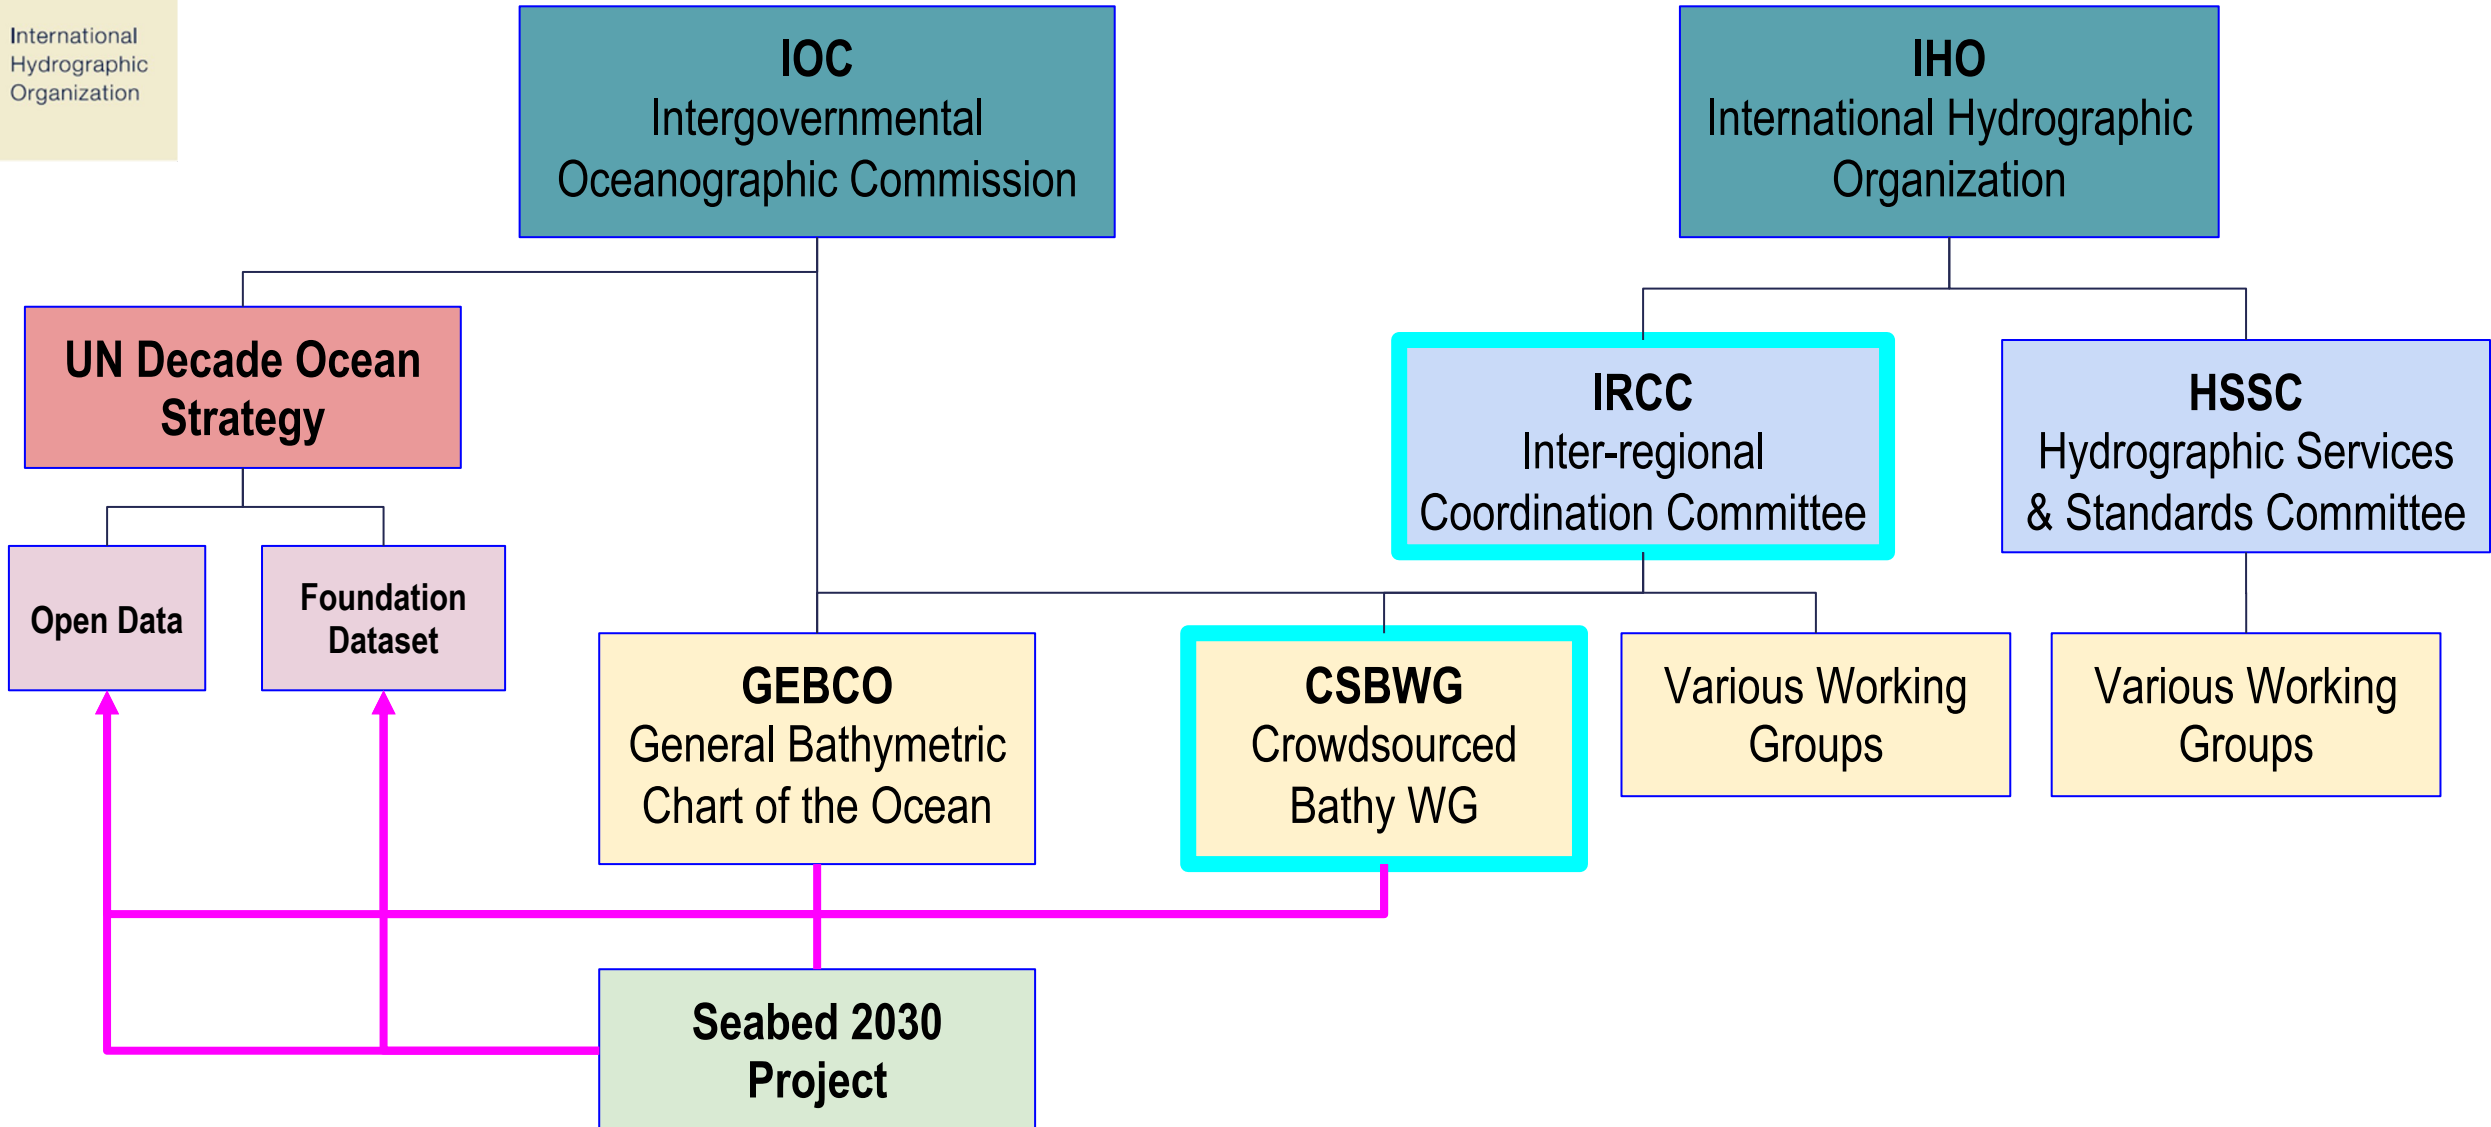 International
Hydrographic
Organization
IOC
Intergovernmental
Oceanographic Commission
IHO
International Hydrographic
Organization
UN Decade Ocean
Strategy
IRCC
Inter-regional
Coordination Committee
HSSC
Hydrographic Services
& Standards Committee
Open Data
Foundation
Dataset
GEBCO
General Bathymetric
Chart of the Ocean
CSBWG
Crowdsourced
Bathy WG
Various Working
Groups
Various Working
Groups
Seabed 2030
Project